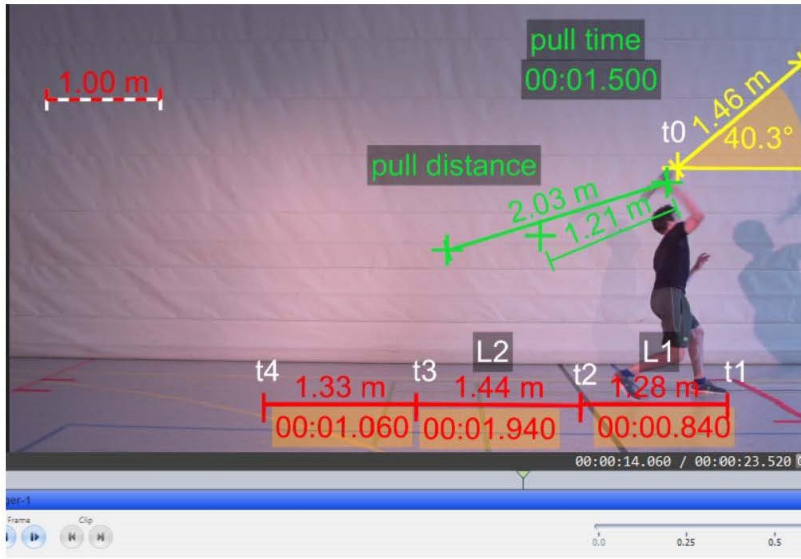 pull time
00:01.500
1.00 m
t0
1.46 m
40.3°
pull distance
2.03 m
1.21 m
L2
L1
t4
t3
t2
t1
1.33 m
1.44 m
1.28 m
00:01.060
00:01.940
00:00.840
00:00:14.060 / 00:00:23.520
ger-1
Frame
Clip
0.0
0.25
0.5